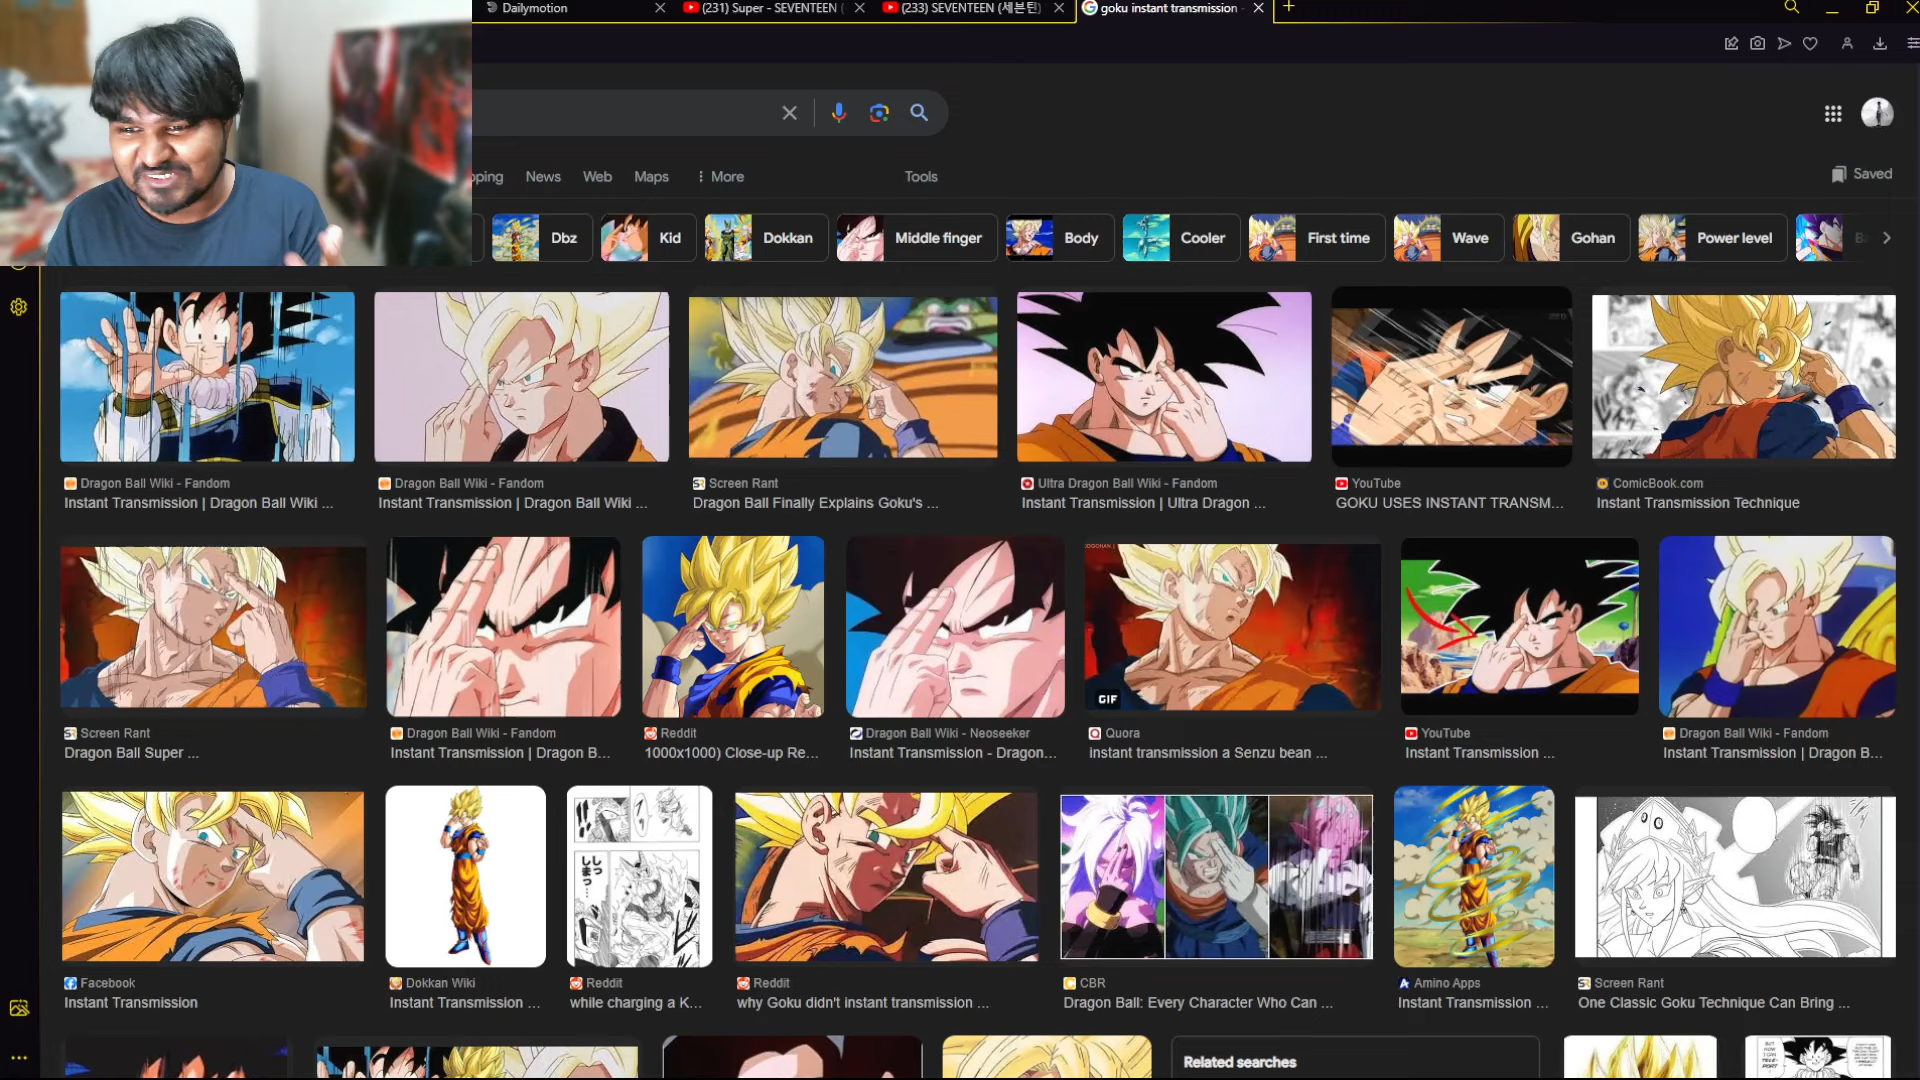 Dailymotion
(231) Super - SEVENTEEN (
(233) SEVENTEEN (세븐틴)
goku instant transmission -
pping
News
Web
Maps
More
Tools
Saved
Dbz
Kid
Dokkan
Middle finger
Body
Cooler
First time
Wave
Gohan
Power level
Dragon Ball Wiki - Fandom
Instant Transmission | Dragon Ball Wiki ...
Dragon Ball Wiki - Fandom
Instant Transmission | Dragon Ball Wiki ...
Screen Rant
Dragon Ball Finally Explains Goku's ...
Ultra Dragon Ball Wiki - Fandom
Instant Transmission | Ultra Dragon ...
YouTube
GOKU USES INSTANT TRANSM...
ComicBook.com
Instant Transmission Technique
GIF
Screen Rant
Dragon Ball Super ...
Dragon Ball Wiki - Fandom
Instant Transmission | Dragon B...
Reddit
1000x1000) Close-up Re...
Dragon Ball Wiki - Neoseeker
Instant Transmission - Dragon...
Quora
instant transmission a Senzu bean ...
YouTube
Instant Transmission ...
Dragon Ball Wiki - Fandom
Instant Transmission | Dragon B...
Facebook
Instant Transmission
Dokkan Wiki
Instant Transmission ...
Reddit
while charging a K...
Reddit
why Goku didn't instant transmission ...
CBR
Dragon Ball: Every Character Who Can ...
Amino Apps
Instant Transmission ...
Screen Rant
One Classic Goku Technique Can Bring ...
Related searches